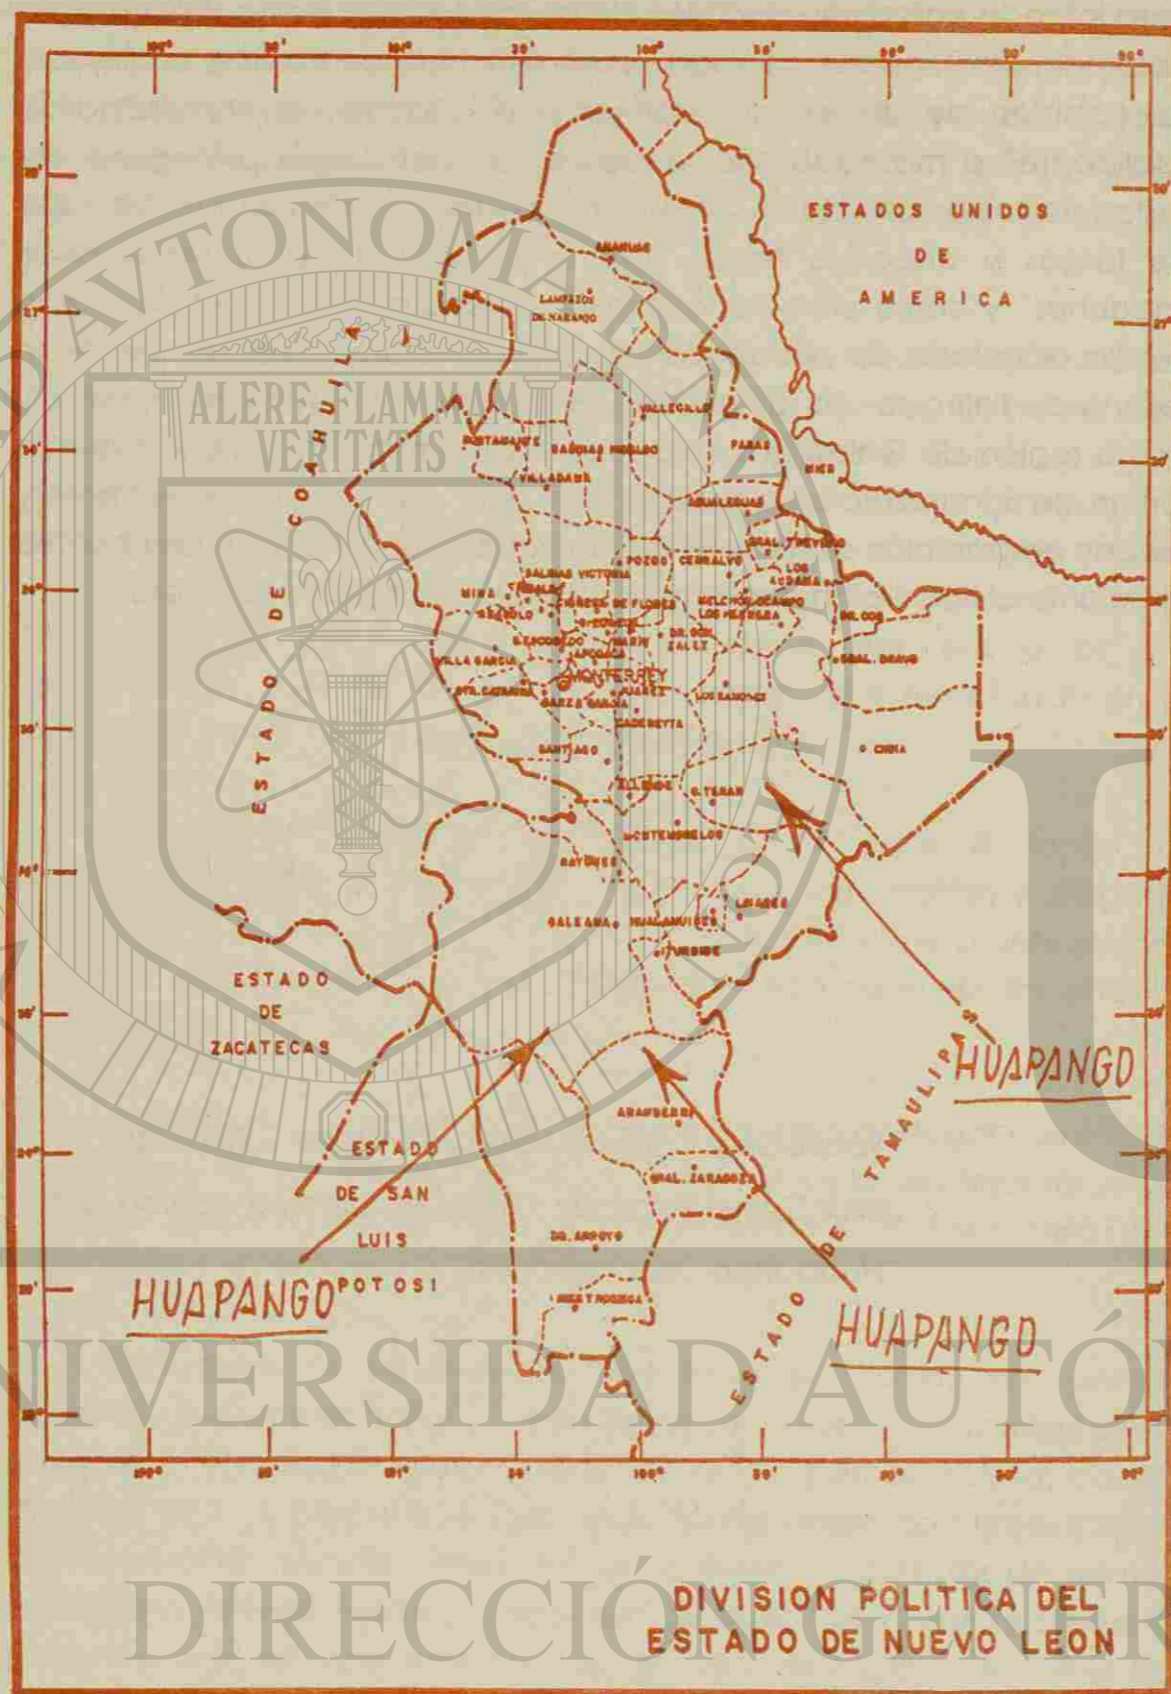 ESTADOS UNIDOS
DE
AMERICA
ANAHUAC
LAMPAZOS
DE NARANJO
ESTADO DE COAHUILA
ALERE FLAMMAM
VERITATIS
VALLECILLO
BUSTAMANTE
SABINAS HIDALGO
PARAS
MIER
VILLALDAMA
AGUALEGUAS
GRAL. TREVIÑO
POZOS
CERRALVO
LOS
ALDAMA
SALINAS VICTORIA
MINA
HIDALGO
CIENEGA DE FLORES
MELCHOR OCAMPO
LOS HERRERA
DR. COS
ESCOBEDO
MARIN
DR. GON
ZALEZ
APODACA
VILLA GARCIA
GRAL. BRAVO
MONTERREY
STA. CATARINA
JUAREZ
LOS RAMONES
GARZA GARCIA
CADEREYTA
SANTIAGO
CHINA
ALLENDE
G. TERAN
MONTEMORELOS
RAYONES
GALEANA
HUALAHUISES
LINARES
ITURBIDE
ESTADO
DE
ZACATECAS
HUAPANGO
ARAMBERRI
ESTADO
DE SAN
LUIS
POTOSI
GRAL. ZARAGOZA
DR. ARROYO
MIER Y NORIEGA
HUAPANGO
HUAPANGO
ESTADO DE TAMAULIPAS
UNIVERSIDAD AUTÓ
DIRECCIÓN GENER
DIVISION POLITICA DEL
ESTADO DE NUEVO LEON